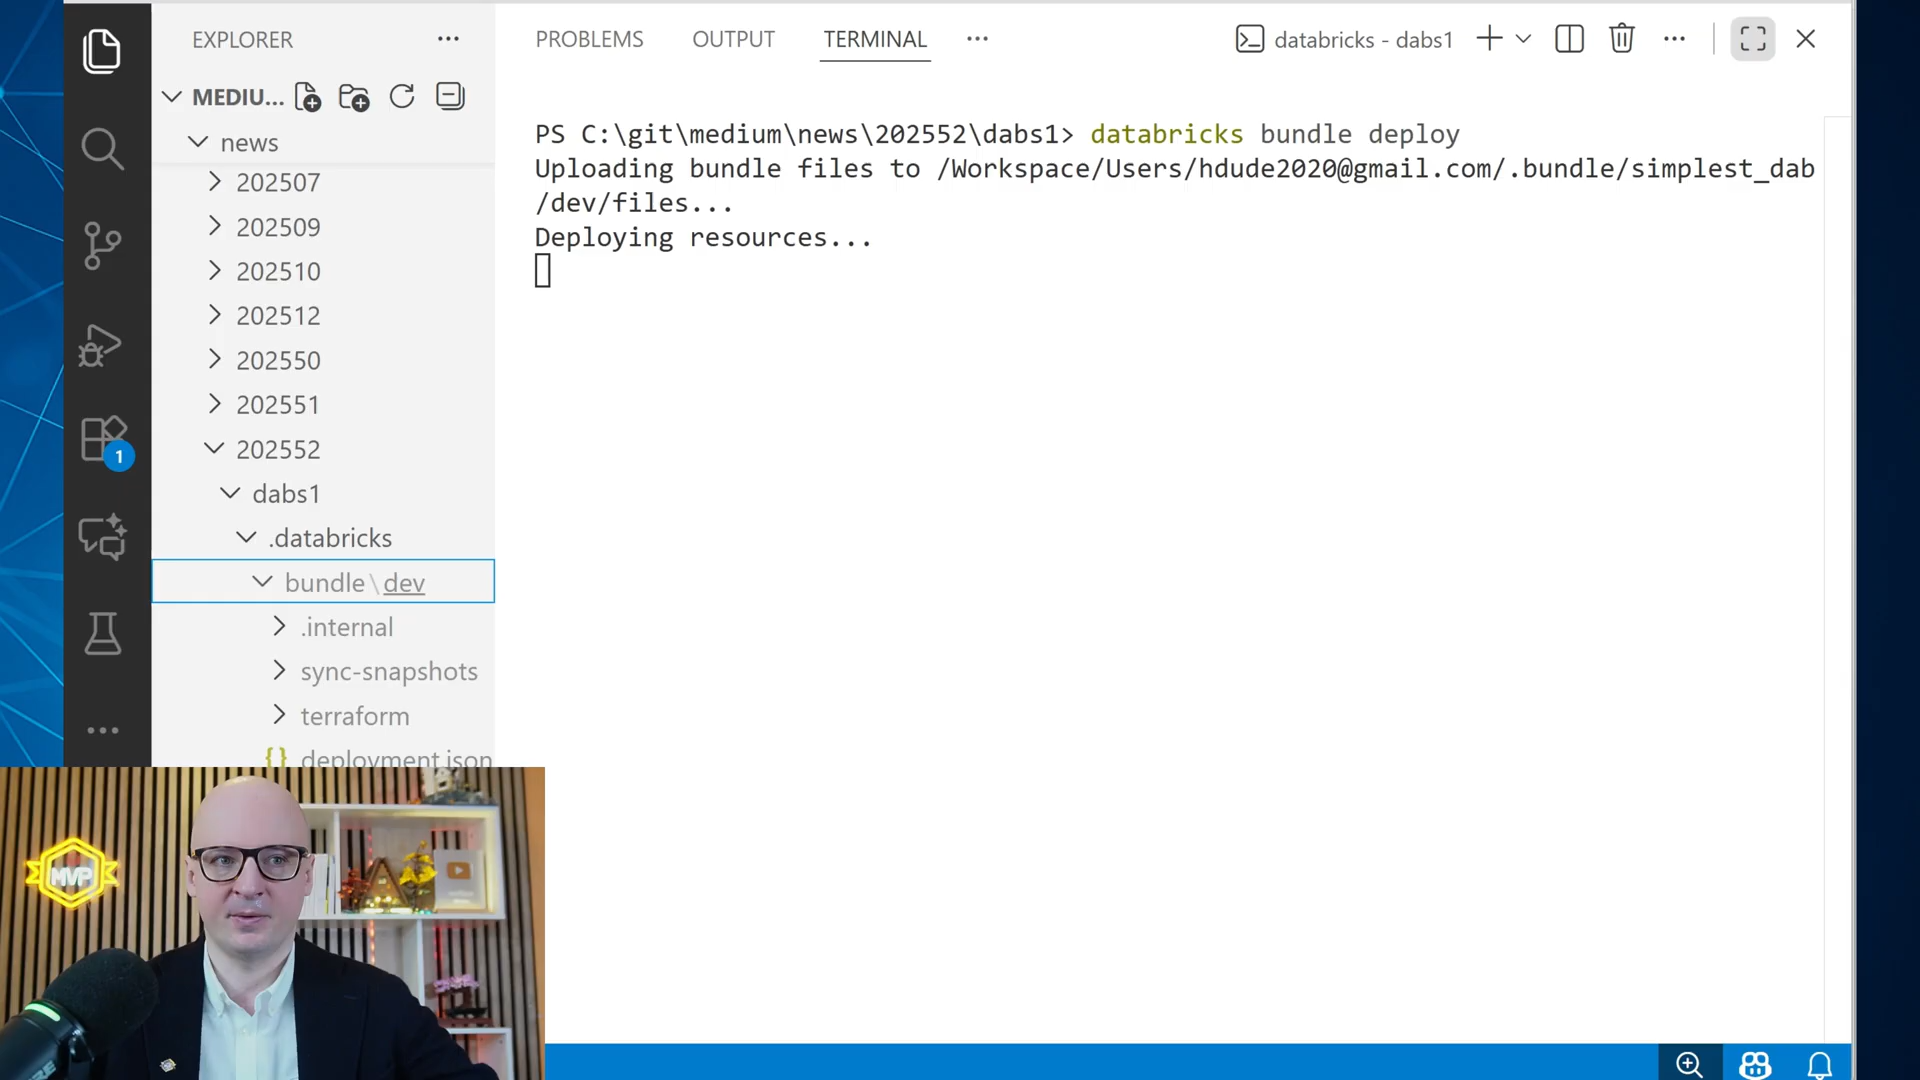 EXPLORER
MEDIU...
news
202507
202509
202510
202512
202550
202551
202552
dabs1
.databricks
bundle\dev
.internal
sync-snapshots
terraform
{} deployment.json
1
PROBLEMS OUTPUT TERMINAL
databricks - dabs1
PS C:\git\medium\news\202552\dabs1> databricks bundle deploy
Uploading bundle files to /Workspace/Users/hdude2020@gmail.com/.bundle/simplest_dab
/dev/files...
Deploying resources...
MVP